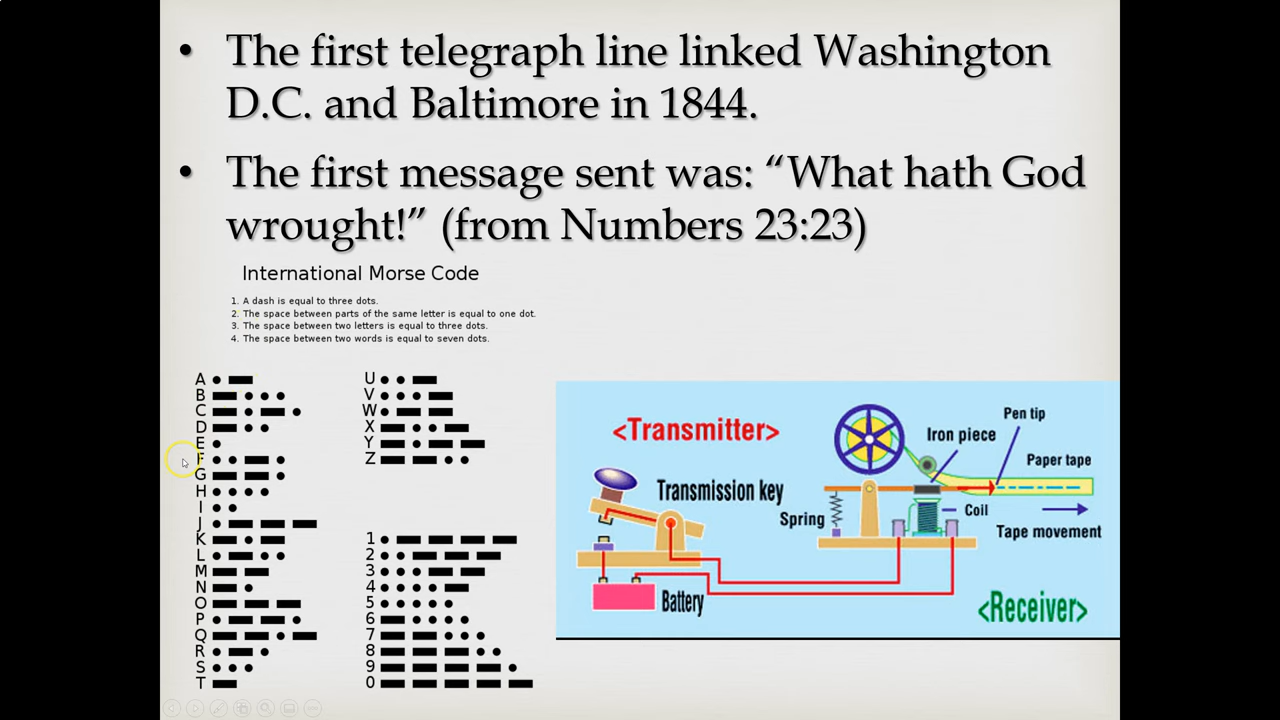 • The first telegraph line linked Washington
D.C. and Baltimore in 1844.
• The first message sent was: “What hath God
wrought!” (from Numbers 23:23)
International Morse Code
1. A dash is equal to three dots.
2. The space between parts of the same letter is equal to one dot.
3. The space between two letters is equal to three dots.
4. The space between two words is equal to seven dots.
A
B
C
D
E
F
G
H
I
J
K
L
M
N
O
P
Q
R
S
T
U
V
W
X
Y
Z
1
2
3
4
5
6
7
8
9
0
<Transmitter>
Transmission key
Battery
Pen tip
Iron piece
Paper tape
Spring
Coil
Tape movement
<Receiver>